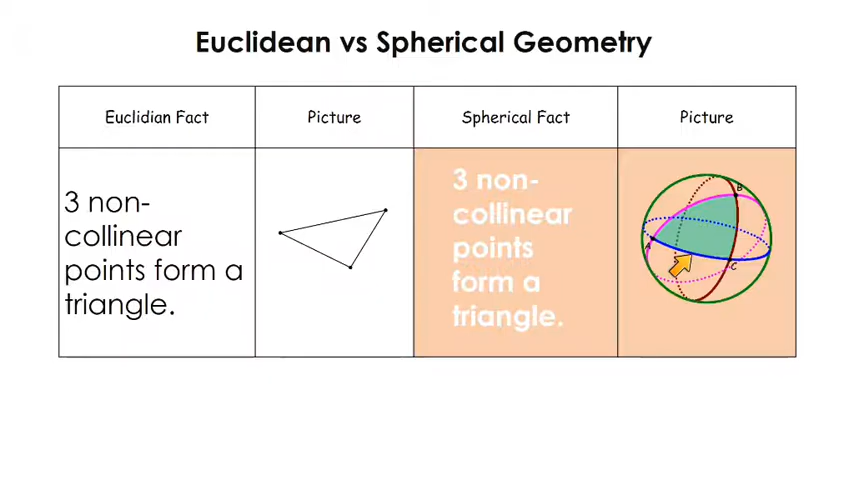 Euclidean vs Spherical Geometry
Euclidian Fact
Picture
Spherical Fact
Picture
3 non-
collinear
points form a
triangle.
3 non-
collinear
points
form a
triangle.
B
A
C